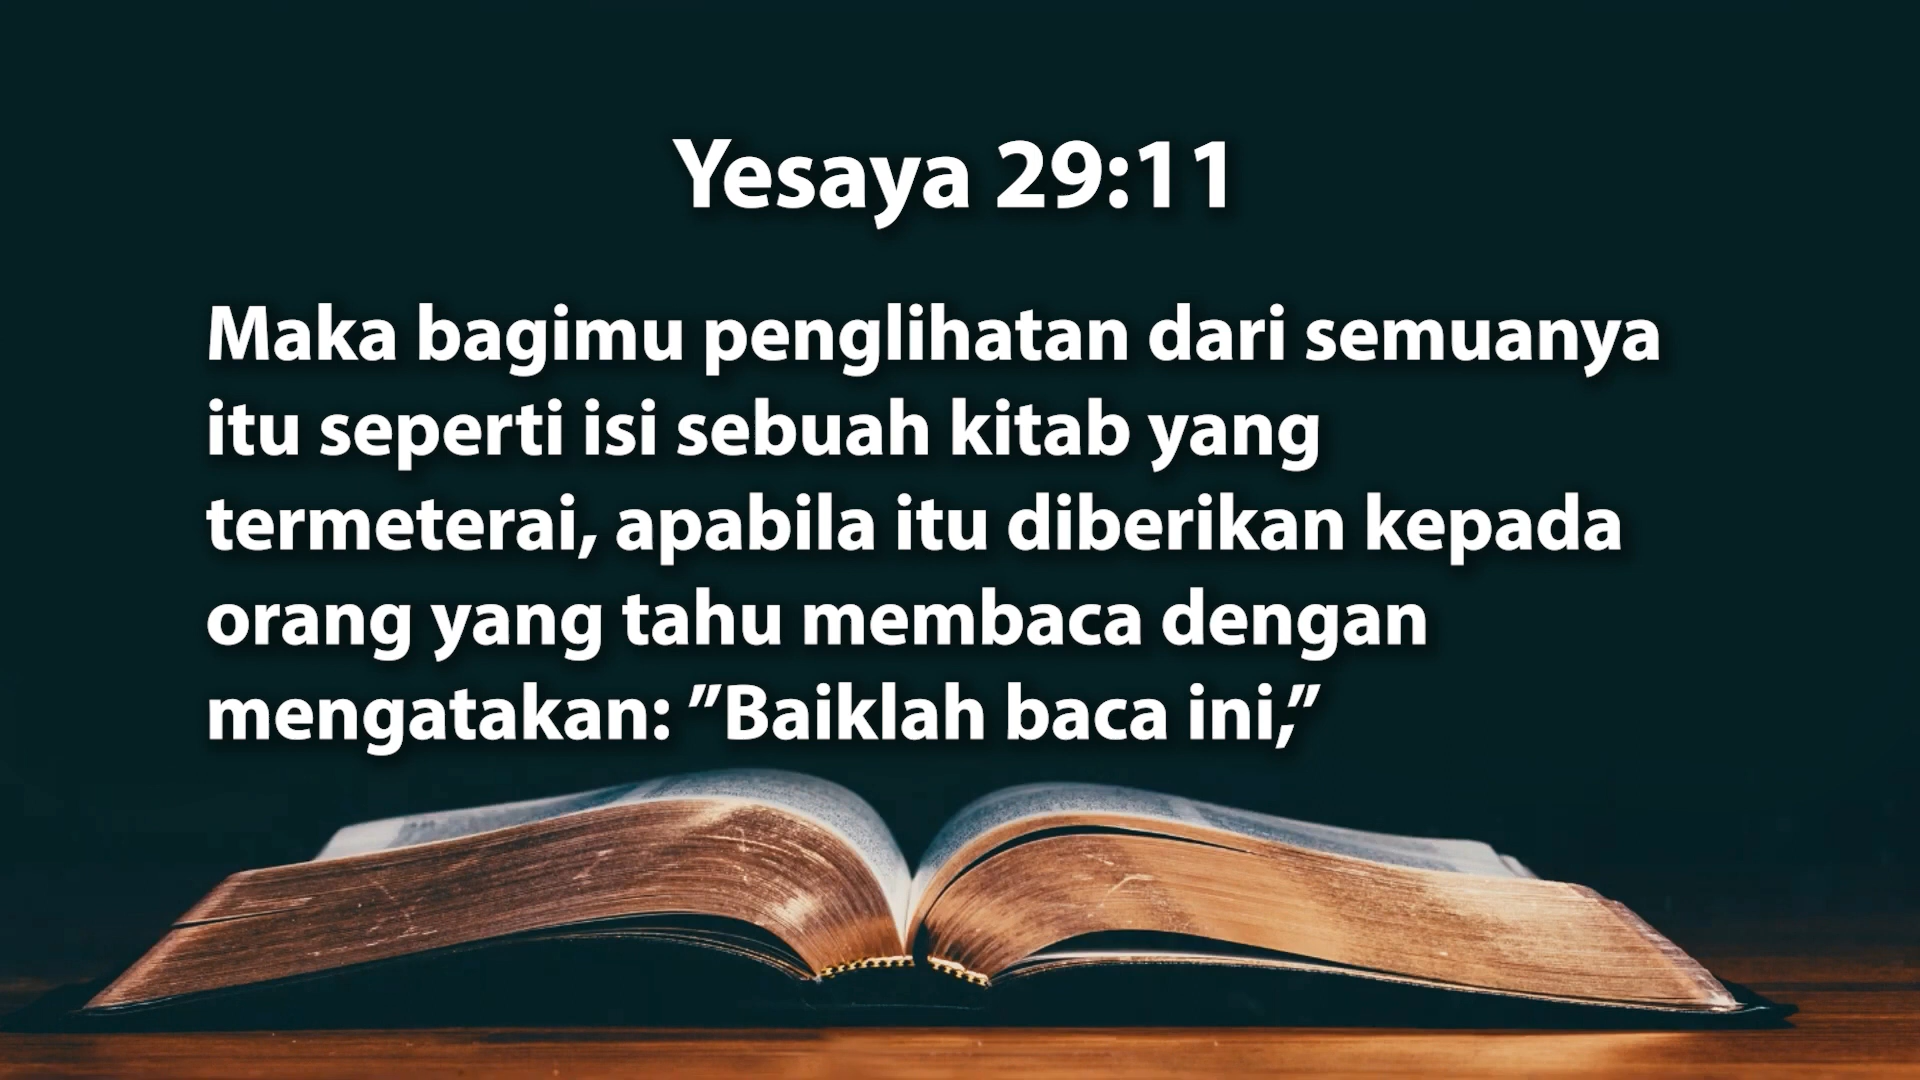 Yesaya 29:11
Maka bagimu penglihatan dari semuanya
itu seperti isi sebuah kitab yang
termeterai, apabila itu diberikan kepada
orang yang tahu membaca dengan
mengatakan: ”Baiklah baca ini,”